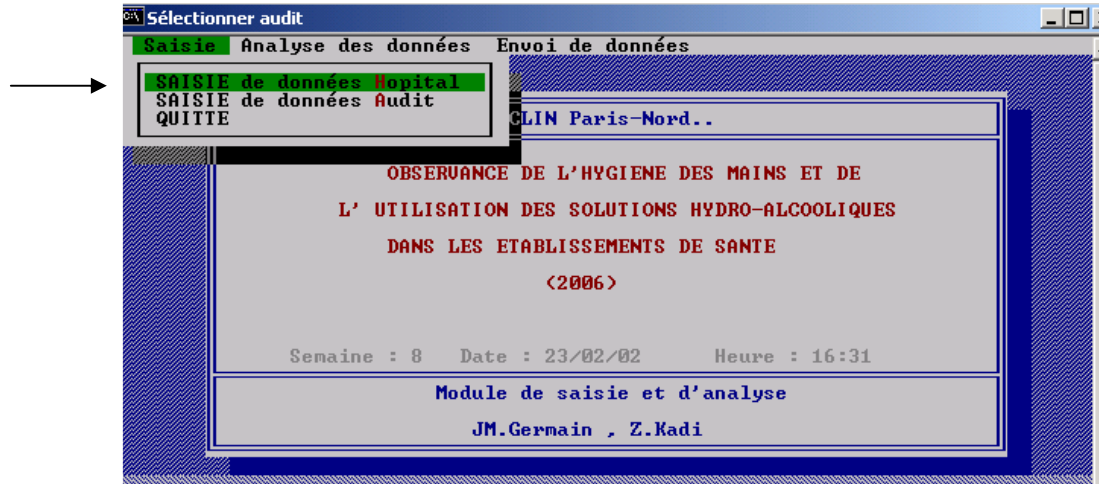 Sélectionner audit
Saisie Analyse des données Envoi de données
SAISIE de données Hopital
SAISIE de données Audit
QUITTE
CLIN Paris-Nord..
OBSERVANCE DE L'HYGIENE DES MAINS ET DE
L' UTILISATION DES SOLUTIONS HYDRO-ALCOOLIQUES
DANS LES ETABLISSEMENTS DE SANTE
(2006)
Semaine : 8 Date : 23/02/02 Heure : 16:31
Module de saisie et d'analyse
JM.Germain , Z.Kadi